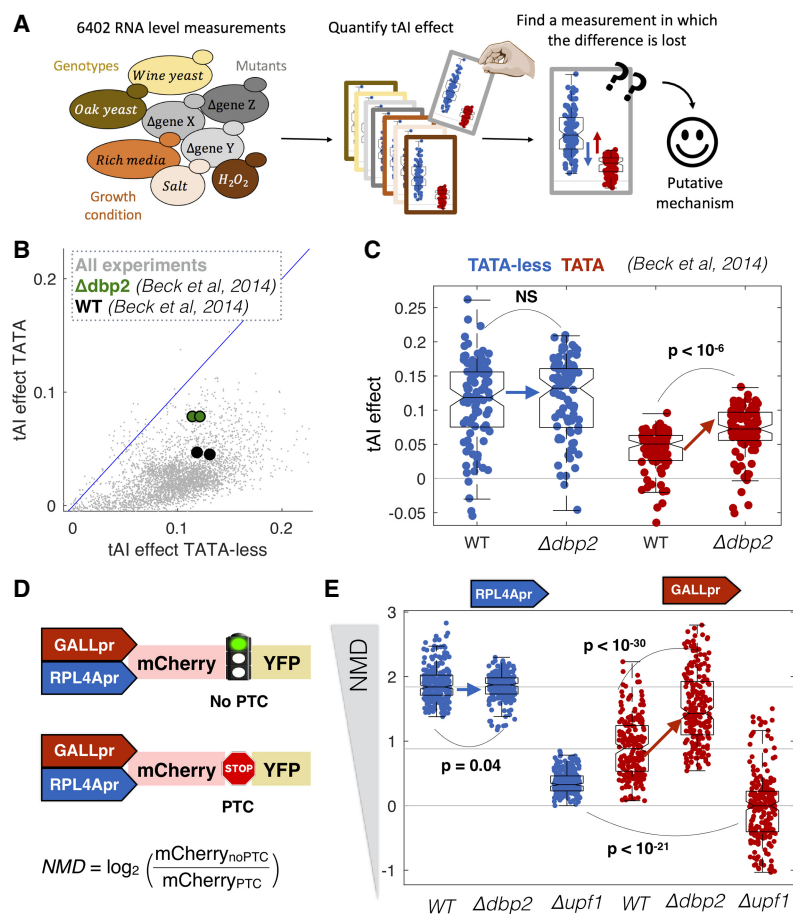 A
6402 RNA level measurements
Quantify tAI effect
Find a measurement in which
the difference is lost
Genotypes
Mutants
Wine yeast
Oak yeast
Δgene Z
Δgene X
Δgene Y
Rich media
Salt
H₂O₂
Growth
condition
??
Putative
mechanism
B
All experiments
Δdbp2 (Beck et al, 2014)
WT (Beck et al, 2014)
tAI effect TATA
0.2
0.1
0
0
0.1
0.2
tAI effect TATA-less
C
TATA-less TATA (Beck et al, 2014)
NS
p < 10⁻⁶
tAI effect
0.25
0.2
0.15
0.1
0.05
0
-0.05
WT Δdbp2 WT Δdbp2
D
GALLpr
RPL4Apr
mCherry
YFP
No PTC
GALLpr
RPL4Apr
mCherry
STOP
YFP
PTC
NMD = log₂ (mCherry_noPTC / mCherry_PTC)
E
RPL4Apr
GALLpr
NMD
3
2
1
0
-1
p = 0.04
p < 10⁻³⁰
p < 10⁻²¹
WT Δdbp2 Δupf1 WT Δdbp2 Δupf1